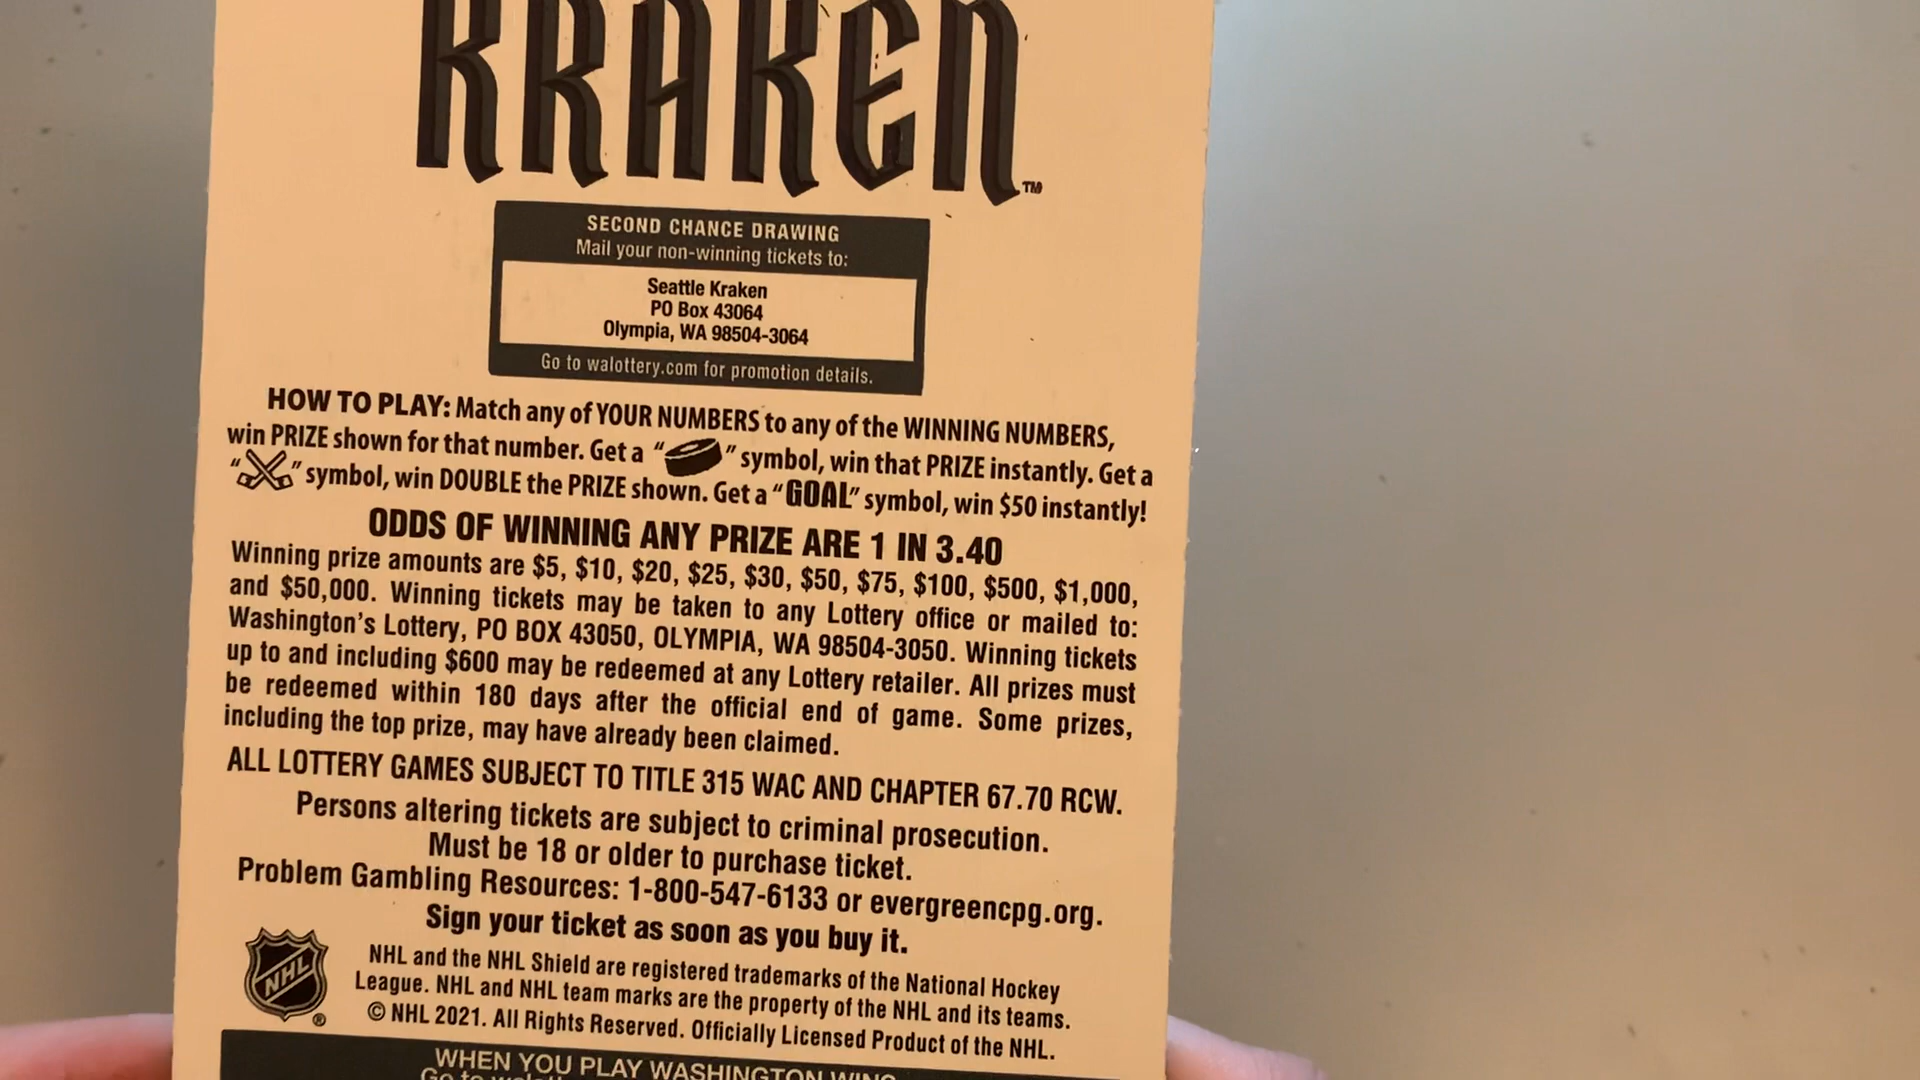 KRAKEN™
SECOND CHANCE DRAWING
Mail your non-winning tickets to:
Seattle Kraken
PO Box 43064
Olympia, WA 98504-3064
Go to walottery.com for promotion details.
HOW TO PLAY: Match any of YOUR NUMBERS to any of the WINNING NUMBERS,
win PRIZE shown for that number. Get a " " symbol, win that PRIZE instantly. Get a
" " symbol, win DOUBLE the PRIZE shown. Get a "GOAL" symbol, win $50 instantly!
ODDS OF WINNING ANY PRIZE ARE 1 IN 3.40
Winning prize amounts are $5, $10, $20, $25, $30, $50, $75, $100, $500, $1,000,
and $50,000. Winning tickets may be taken to any Lottery office or mailed to:
Washington's Lottery, PO BOX 43050, OLYMPIA, WA 98504-3050. Winning tickets
up to and including $600 may be redeemed at any Lottery retailer. All prizes must
be redeemed within 180 days after the official end of game. Some prizes,
including the top prize, may have already been claimed.
ALL LOTTERY GAMES SUBJECT TO TITLE 315 WAC AND CHAPTER 67.70 RCW.
Persons altering tickets are subject to criminal prosecution.
Must be 18 or older to purchase ticket.
Problem Gambling Resources: 1-800-547-6133 or evergreencpg.org.
Sign your ticket as soon as you buy it.
NHL ®
NHL and the NHL Shield are registered trademarks of the National Hockey
League. NHL and NHL team marks are the property of the NHL and its teams.
© NHL 2021. All Rights Reserved. Officially Licensed Product of the NHL.
WHEN YOU PLAY WASHINGTON WINS
Go to